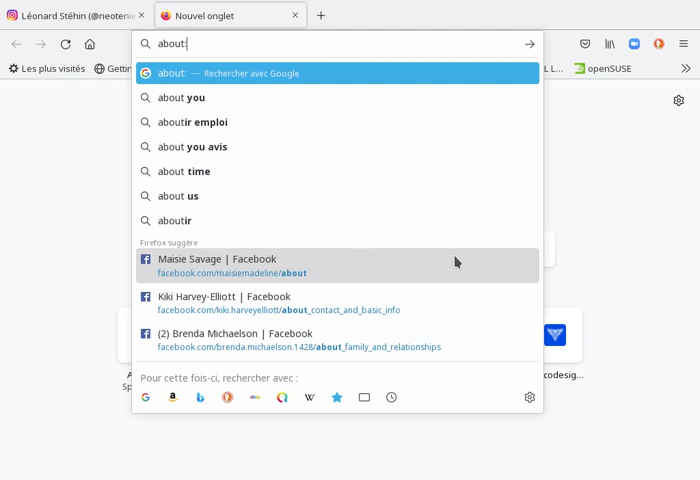 Léonard Stéhin (@neotenie
Nouvel onglet
about:
Les plus visités
Gettin
L L…
openSUSE
about: — Rechercher avec Google
about you
aboutir emploi
about you avis
about time
about us
aboutir
Firefox suggère
Maisie Savage | Facebook
facebook.com/maisiemadeline/about
Kiki Harvey-Elliott | Facebook
facebook.com/kiki.harveyelliott/about_contact_and_basic_info
(2) Brenda Michaelson | Facebook
facebook.com/brenda.michaelson.1428/about_family_and_relationships
A
Sp
codesig…
Pour cette fois-ci, rechercher avec :